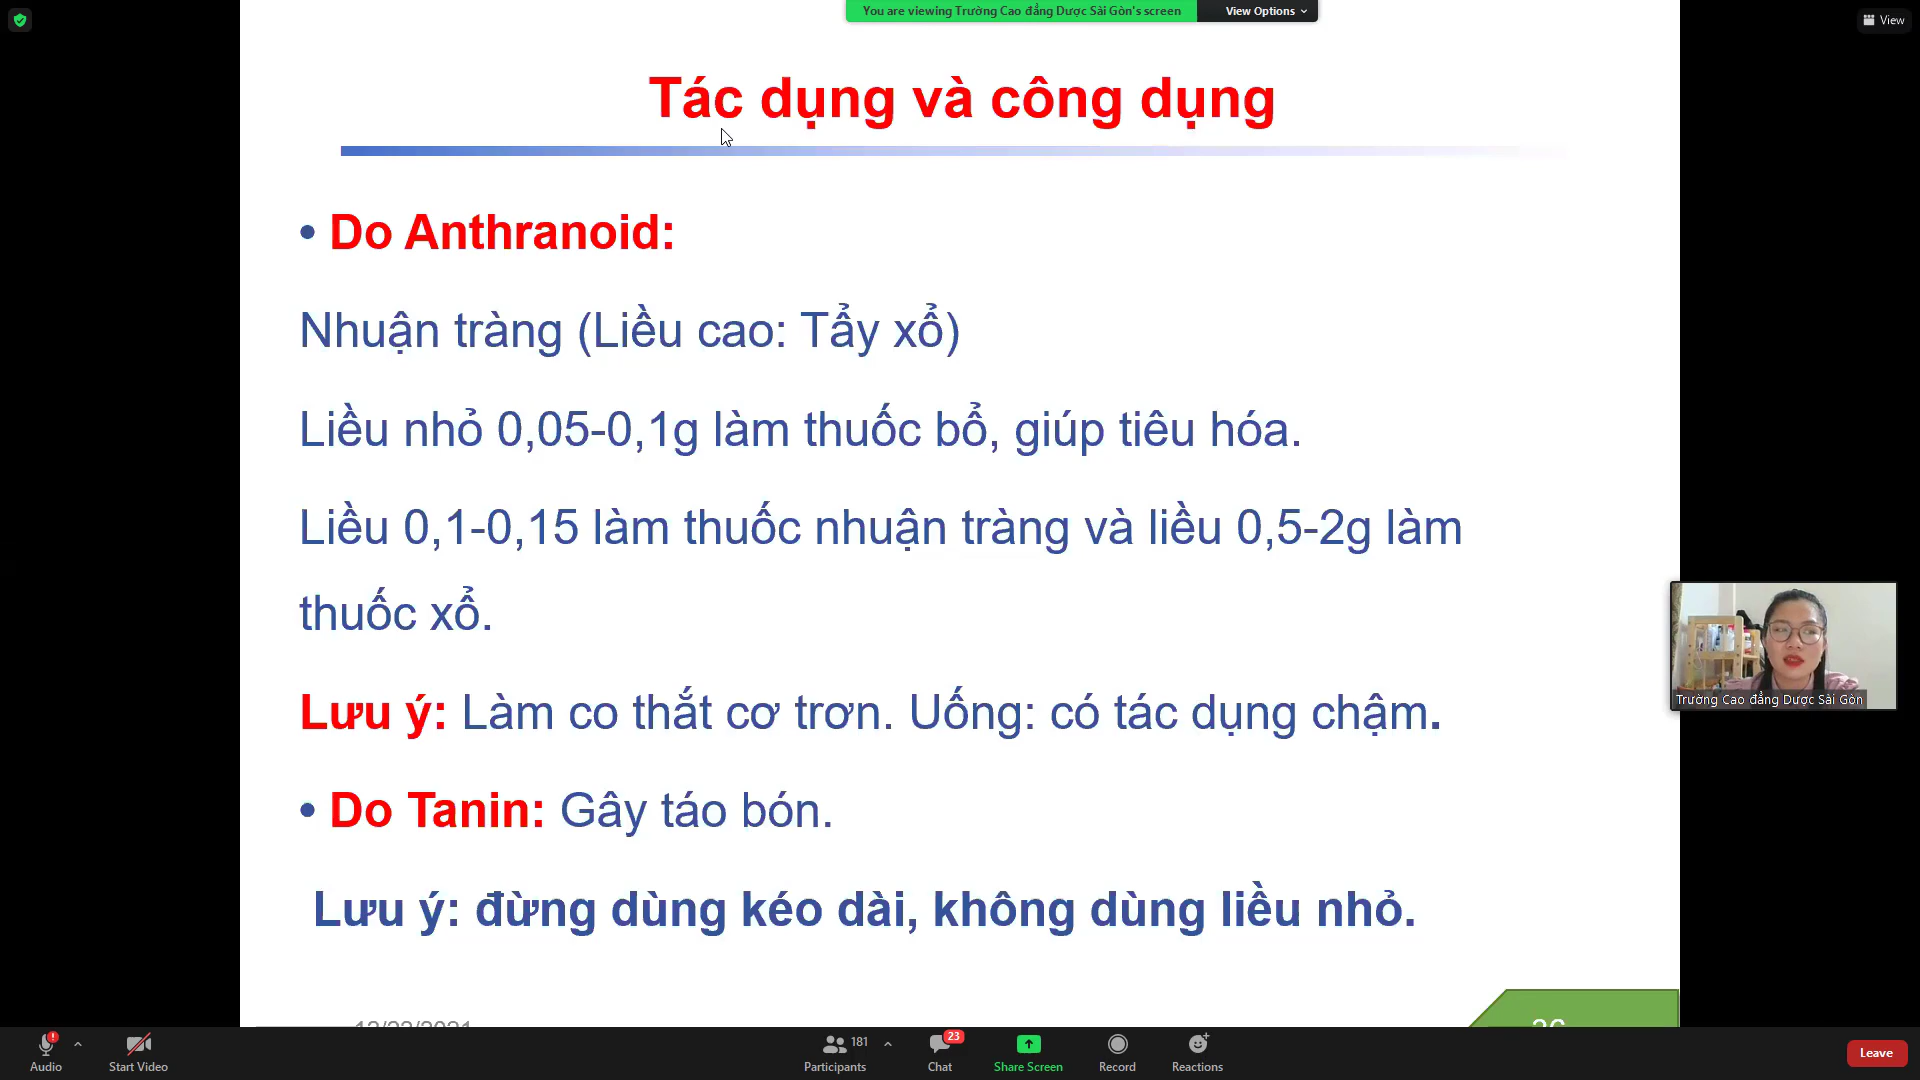 You are viewing Trường Cao đẳng Dược Sài Gòn's screen
View Options
View
Tác dụng và công dụng
• Do Anthranoid:
Nhuận tràng (Liều cao: Tẩy xổ)
Liều nhỏ 0,05-0,1g làm thuốc bổ, giúp tiêu hóa.
Liều 0,1-0,15 làm thuốc nhuận tràng và liều 0,5-2g làm
thuốc xổ.
Lưu ý: Làm co thắt cơ trơn. Uống: có tác dụng chậm.
• Do Tanin: Gây táo bón.
Lưu ý: đừng dùng kéo dài, không dùng liều nhỏ.
Trường Cao đẳng Dược Sài Gòn
Audio
Start Video
181
Participants
23
Chat
Share Screen
Record
Reactions
Leave